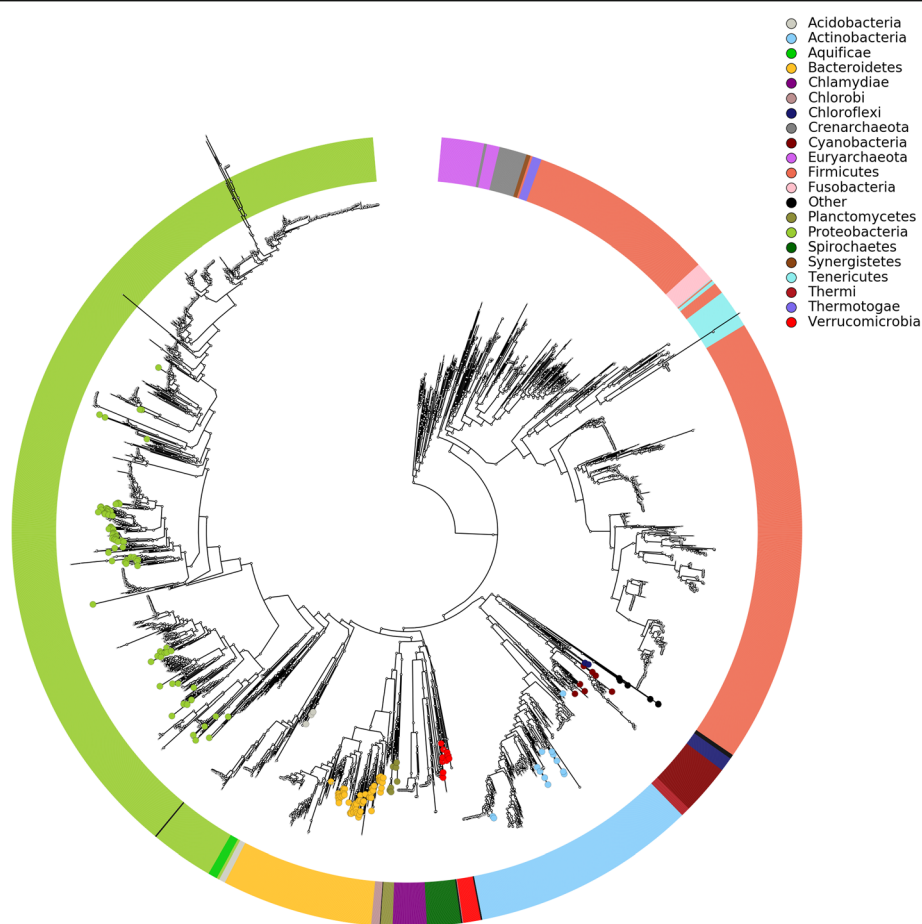 Acidobacteria
Actinobacteria
Aquificae
Bacteroidetes
Chlamydiae
Chlorobi
Chloroflexi
Crenarchaeota
Cyanobacteria
Euryarchaeota
Firmicutes
Fusobacteria
Other
Planctomycetes
Proteobacteria
Spirochaetes
Synergistetes
Tenericutes
Thermi
Thermotogae
Verrucomicrobia